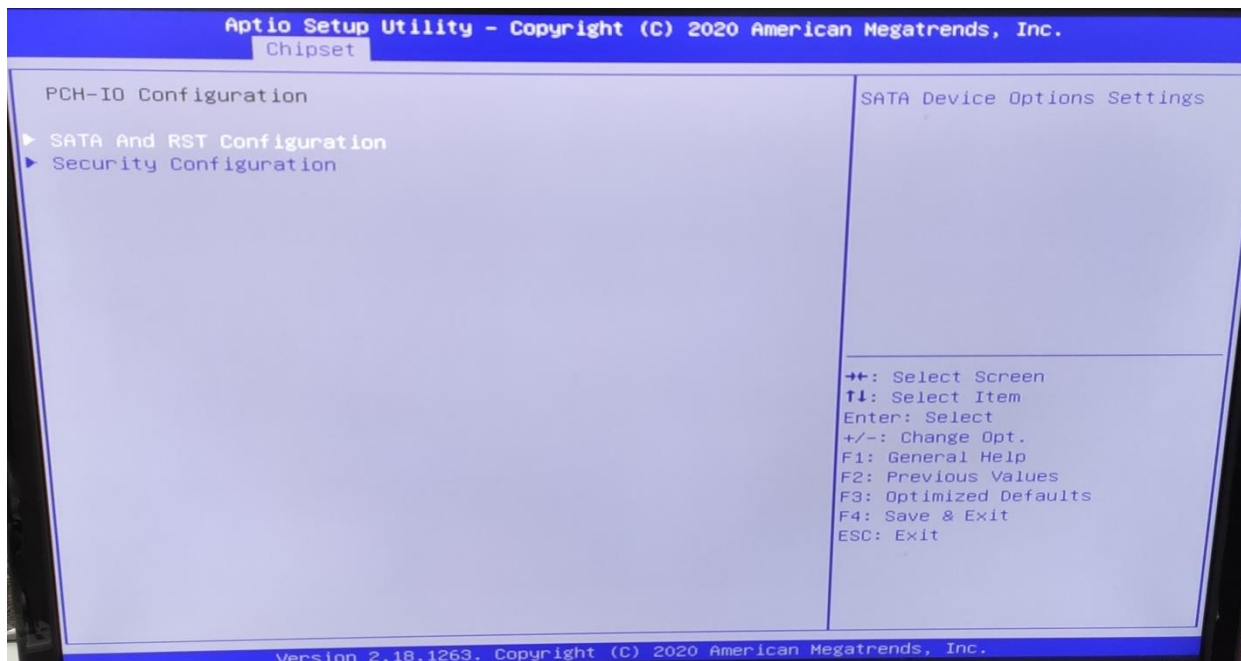 Aptio Setup Utility – Copyright (C) 2020 American Megatrends, Inc.
Chipset
PCH-IO Configuration
SATA And RST Configuration
Security Configuration
SATA Device Options Settings
→←: Select Screen
↑↓: Select Item
Enter: Select
+/-: Change Opt.
F1: General Help
F2: Previous Values
F3: Optimized Defaults
F4: Save & Exit
ESC: Exit
Version 2.18.1263. Copyright (C) 2020 American Megatrends, Inc.